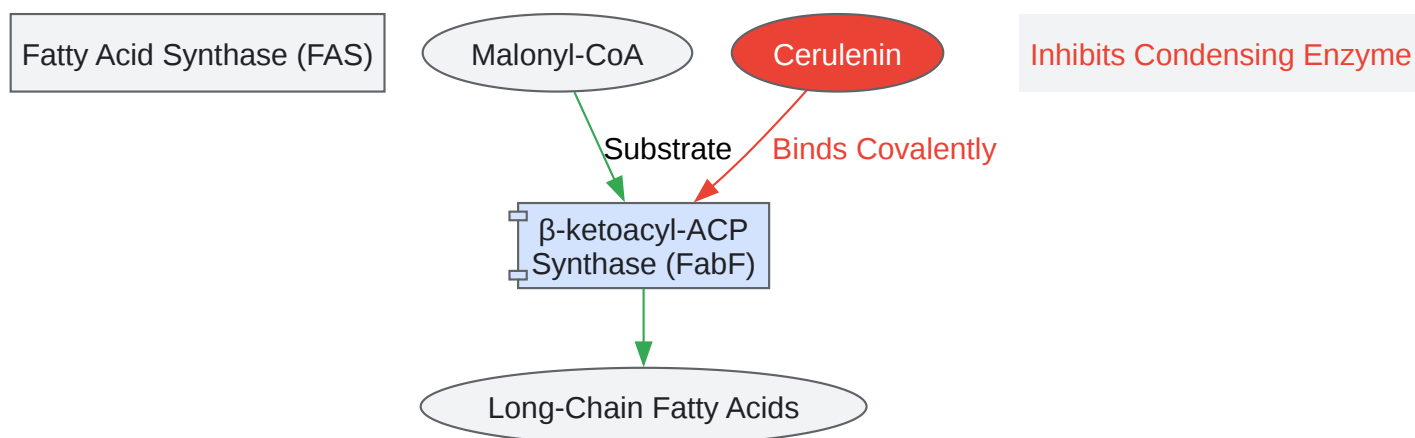 Fatty Acid Synthase (FAS)
Malonyl-CoA
Cerulenin
Inhibits Condensing Enzyme
Substrate
Binds Covalently
β-ketoacyl-ACP
Synthase (FabF)
Long-Chain Fatty Acids